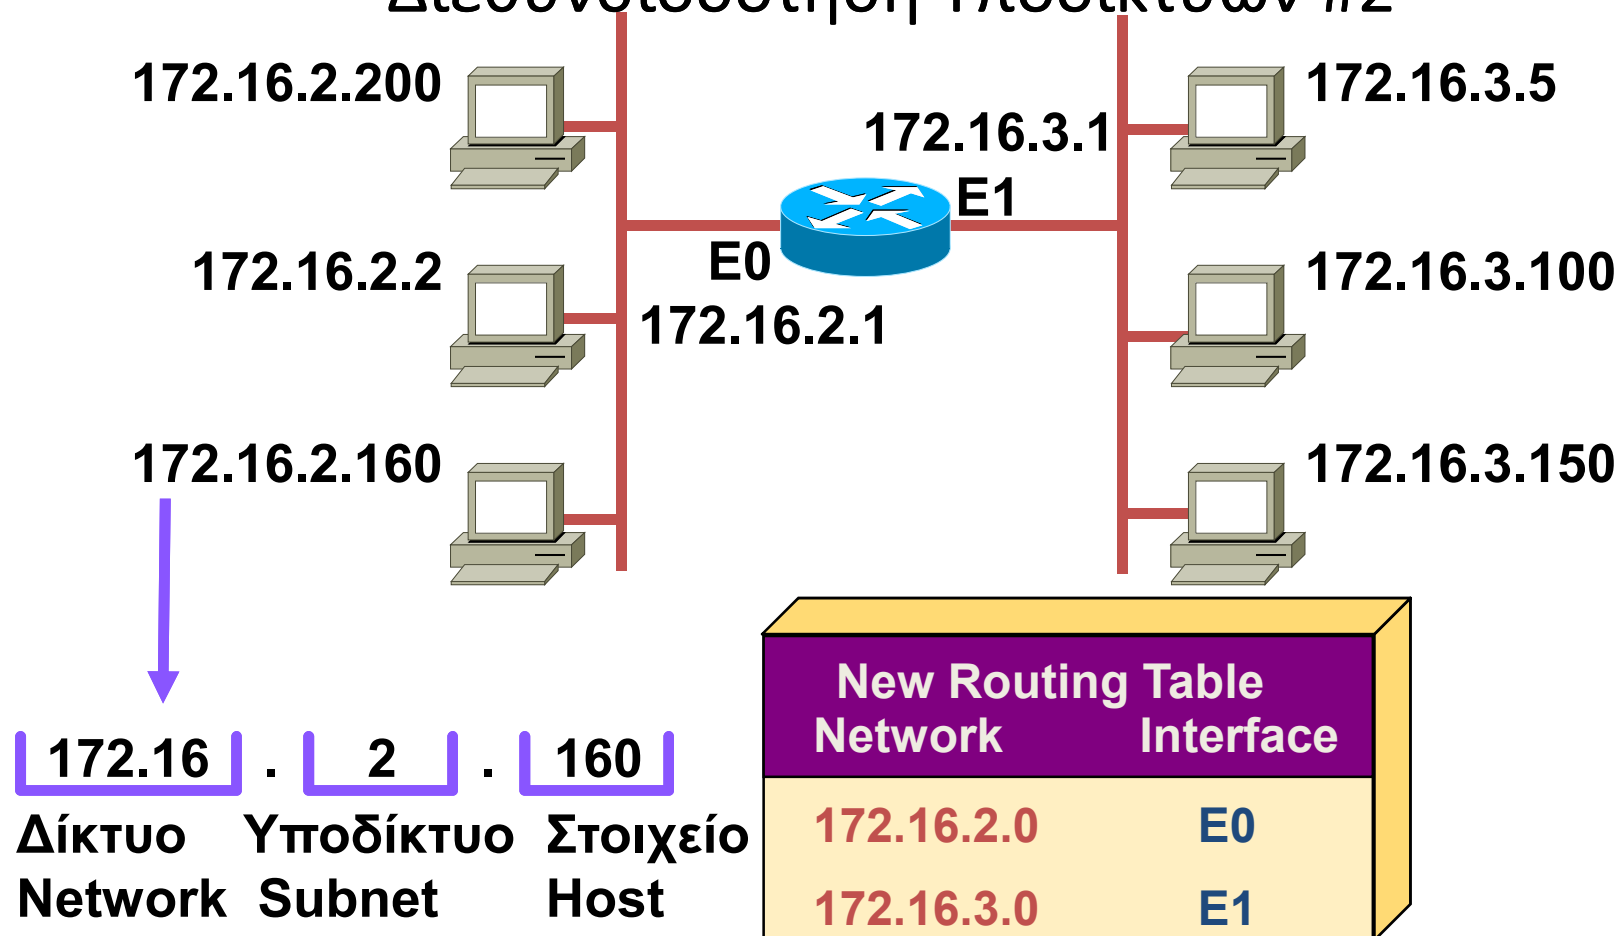 Διευθυνσιοδότηση Υποδικτύων #2
172.16.2.200
172.16.3.5
172.16.3.1
E1
E0
172.16.2.2
172.16.3.100
172.16.2.1
172.16.2.160
172.16.3.150
172.16 . 2 . 160
Δίκτυο Υποδίκτυο Στοιχείο
Network Subnet Host
New Routing Table
Network Interface
172.16.2.0 E0
172.16.3.0 E1